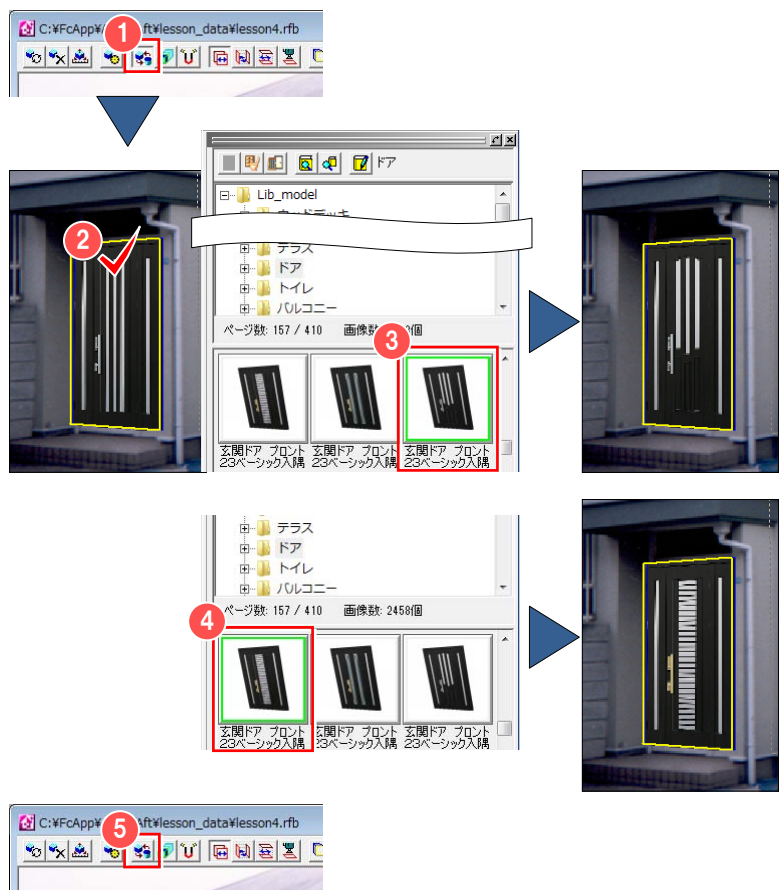 C:¥FcApp¥ ft¥lesson_data¥lesson4.rfb
1
2
ドア
Lib_model
ウッドデッキ
テラス
ドア
トイレ
バルコニー
ページ数: 157 / 410 画像数: 個
3
玄関ドア プロント
23ベーシック入隅
玄関ドア プロント
23ベーシック入隅
玄関ドア プロント
23ベーシック入隅
テラス
ドア
トイレ
バルコニー
ページ数: 157 / 410 画像数: 2458個
4
玄関ドア プロント
23ベーシック入隅
玄関ドア プロント
23ベーシック入隅
玄関ドア プロント
23ベーシック入隅
C:¥FcApp¥ Aft¥lesson_data¥lesson4.rfb
5